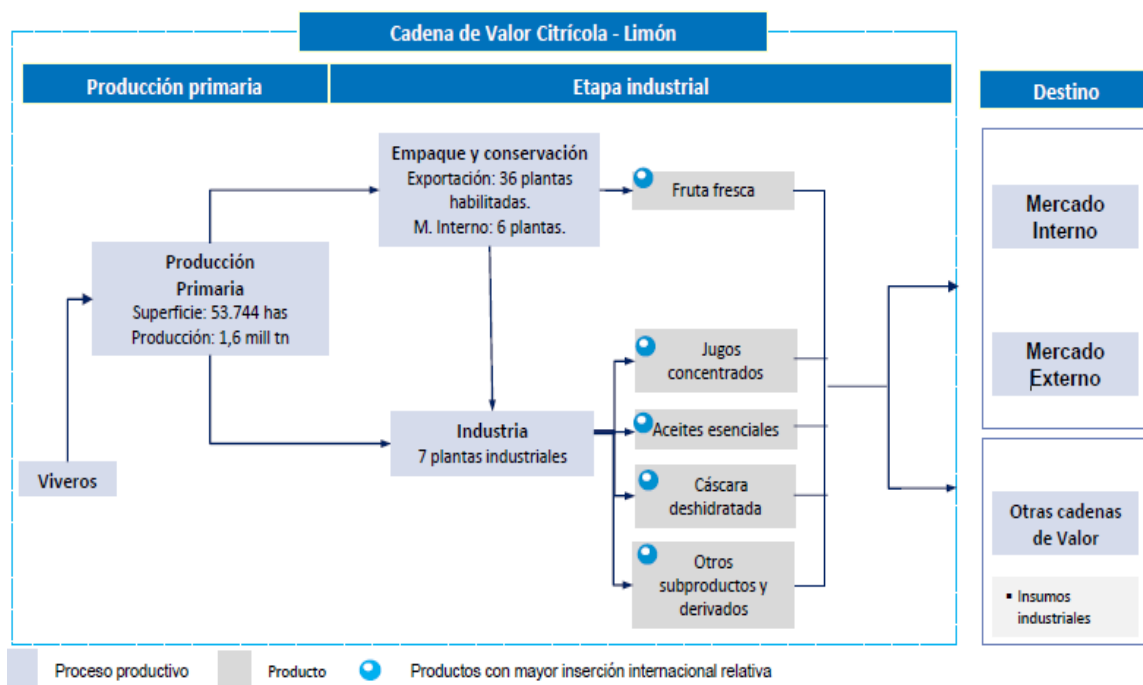 Cadena de Valor Citrícola - Limón
Producción primaria
Etapa industrial
Destino
Empaque y conservación
Exportación: 36 plantas
habilitadas.
M. Interno: 6 plantas.
Fruta fresca
Mercado
Interno
Producción
Primaria
Superficie: 53.744 has
Producción: 1,6 mill tn
Jugos
concentrados
Mercado
Externo
Industria
7 plantas industriales
Aceites esenciales
Viveros
Cáscara
deshidratada
Otras cadenas
de Valor
Otros
subproductos y
derivados
▪ Insumos
industriales
Proceso productivo
Producto
Productos con mayor inserción internacional relativa